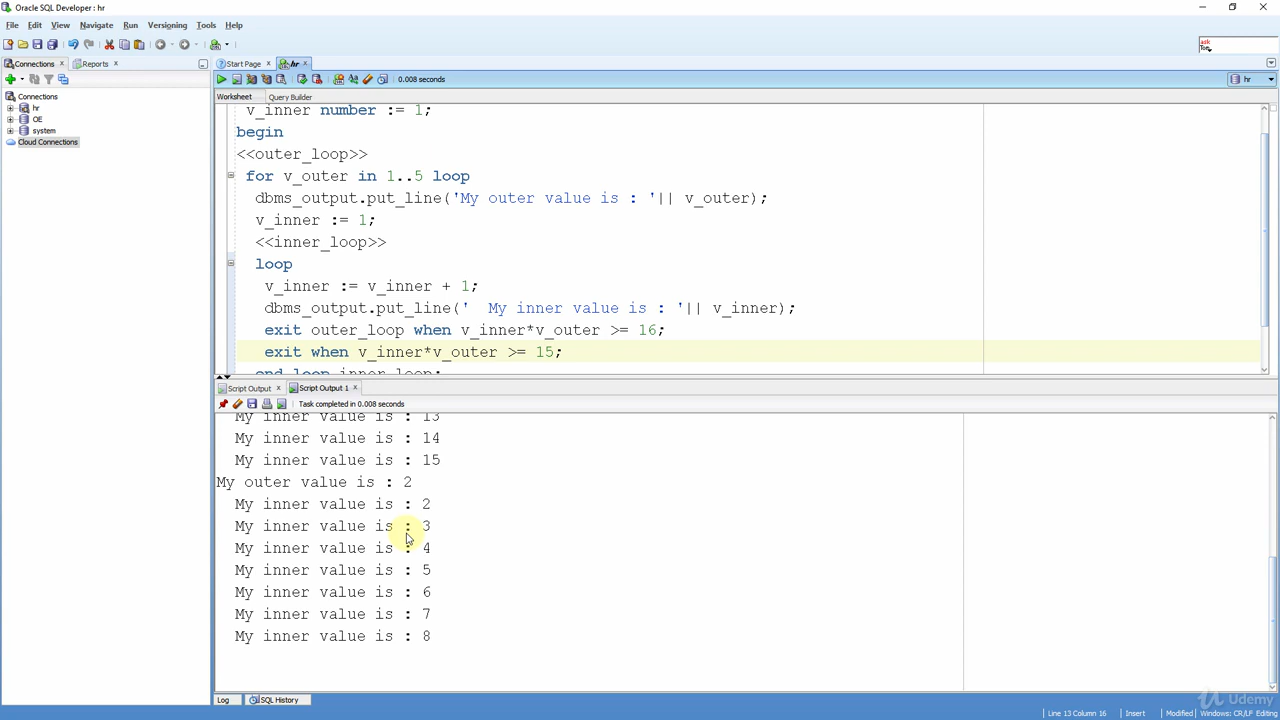 Oracle SQL Developer : hr
File Edit View Navigate Run Versioning Tools Help
ask
Connections Reports Start Page hr
0.008 seconds hr
Worksheet Query Builder
Connections
hr
OE
system
Cloud Connections
v_inner number := 1;
begin
<<outer_loop>>
for v_outer in 1..5 loop
dbms_output.put_line('My outer value is : '|| v_outer);
v_inner := 1;
<<inner_loop>>
loop
v_inner := v_inner + 1;
dbms_output.put_line('  My inner value is : '|| v_inner);
exit outer_loop when v_inner*v_outer >= 16;
exit when v_inner*v_outer >= 15;
end loop inner_loop;
Script Output Script Output 1
Task completed in 0.008 seconds
My inner value is : 13
My inner value is : 14
My inner value is : 15
My outer value is : 2
My inner value is : 2
My inner value is : 3
My inner value is : 4
My inner value is : 5
My inner value is : 6
My inner value is : 7
My inner value is : 8
Log SQL History
Udemy
Line 13 Column 16 Insert Modified Windows: CR/LF Editing